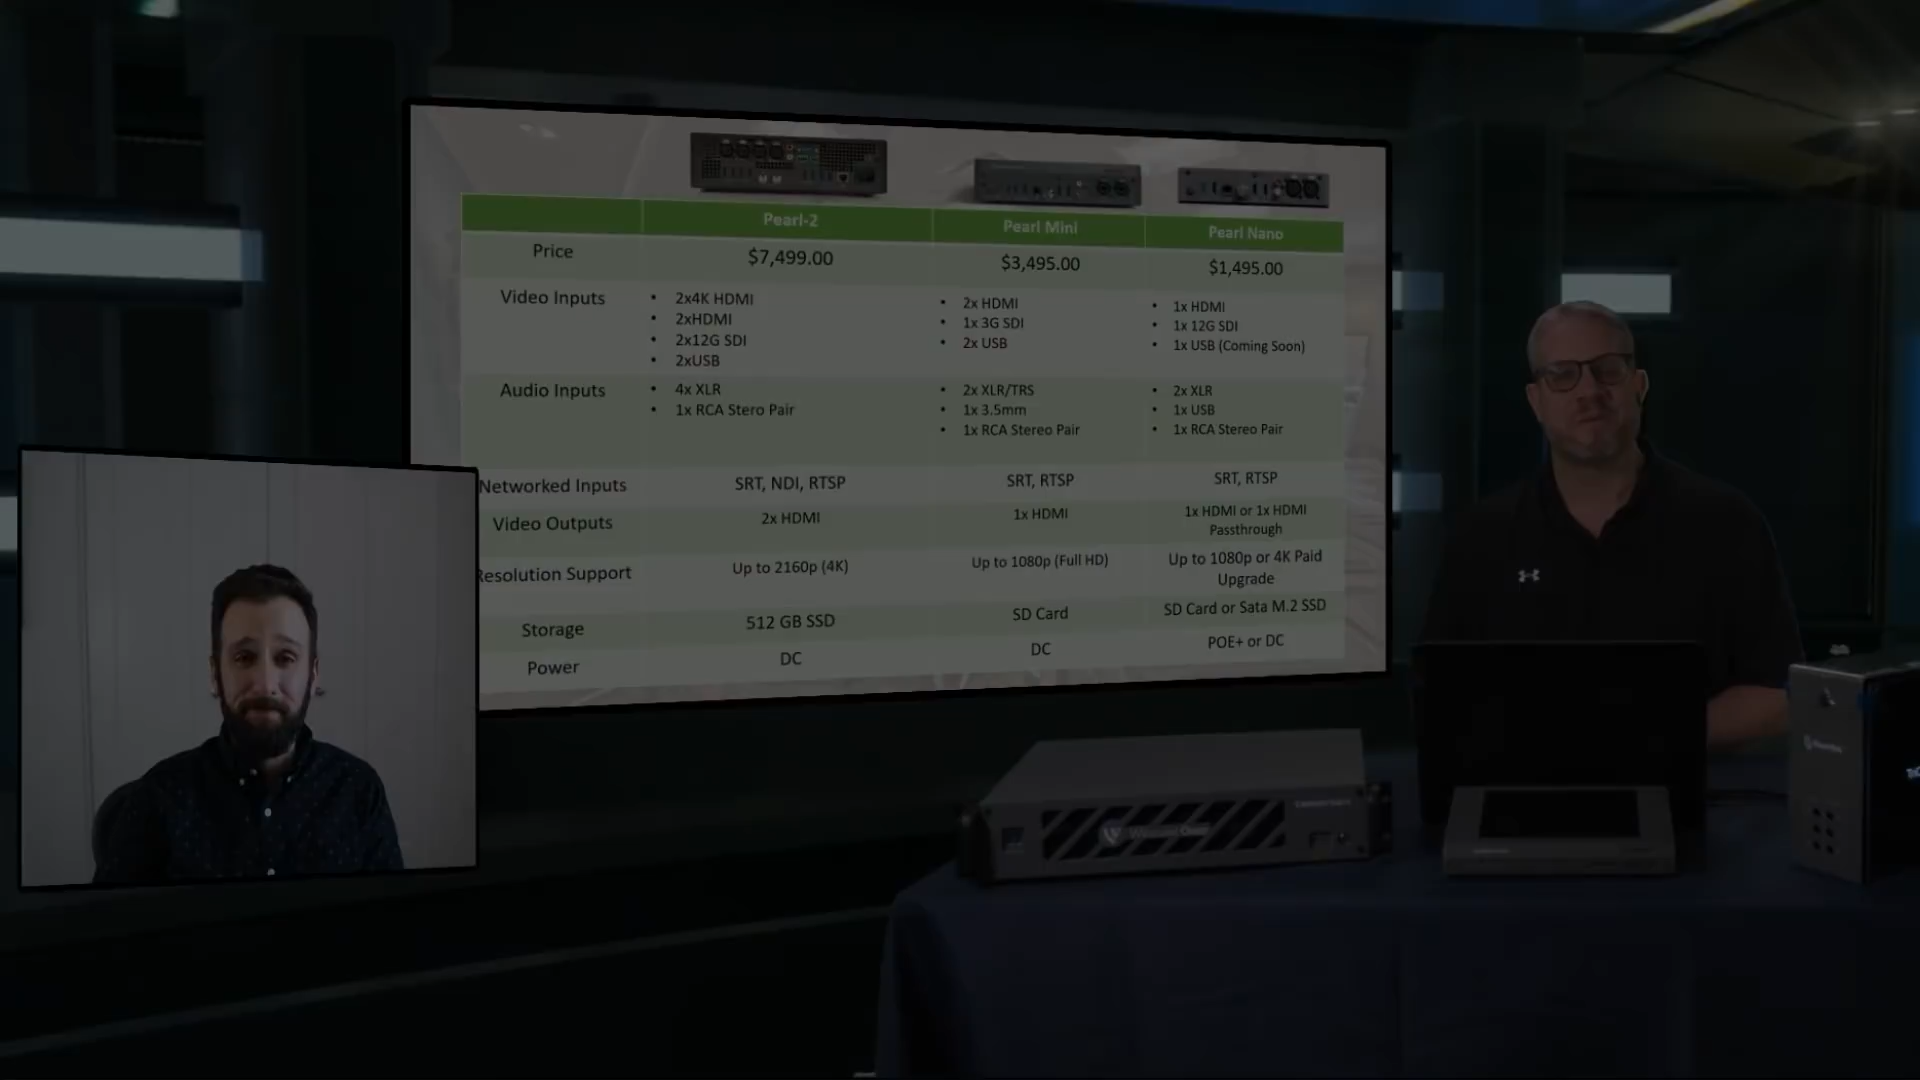 Pearl-2 Pearl Mini Pearl Nano
Price $7,499.00 $3,495.00 $1,495.00
Video Inputs
• 2x4K HDMI
• 2xHDMI
• 2x12G SDI
• 2xUSB
• 2x HDMI
• 1x 3G SDI
• 2x USB
• 1x HDMI
• 1x 12G SDI
• 1x USB (Coming Soon)
Audio Inputs
• 4x XLR
• 1x RCA Stero Pair
• 2x XLR/TRS
• 1x 3.5mm
• 1x RCA Stereo Pair
• 2x XLR
• 1x USB
• 1x RCA Stereo Pair
Networked Inputs SRT, NDI, RTSP SRT, RTSP SRT, RTSP
Video Outputs 2x HDMI 1x HDMI 1x HDMI or 1x HDMI
Passthrough
Resolution Support Up to 2160p (4K) Up to 1080p (Full HD) Up to 1080p or 4K Paid
Upgrade
Storage 512 GB SSD SD Card SD Card or Sata M.2 SSD
Power DC DC POE+ or DC